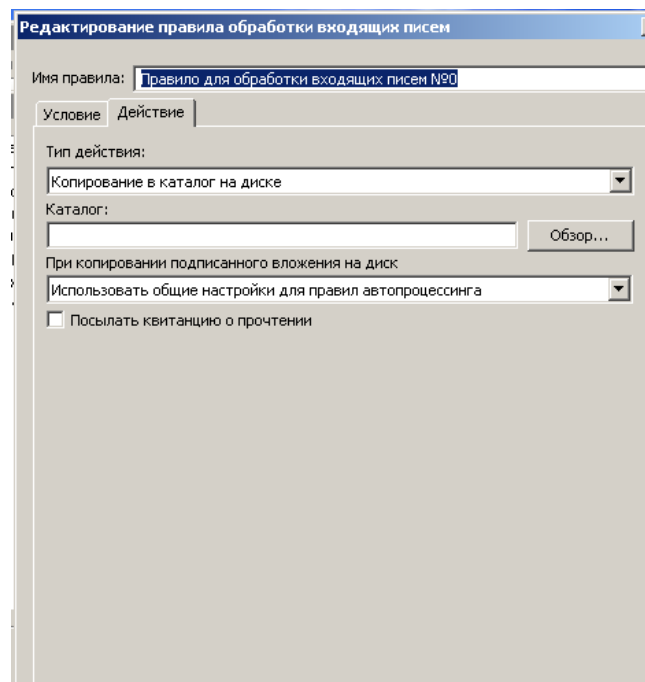 Редактирование правила обработки входящих писем
Имя правила: Правило для обработки входящих писем №0
Условие Действие
Тип действия:
Копирование в каталог на диске
Каталог:
Обзор...
При копировании подписанного вложения на диск
Использовать общие настройки для правил автопроцессинга
Посылать квитанцию о прочтении